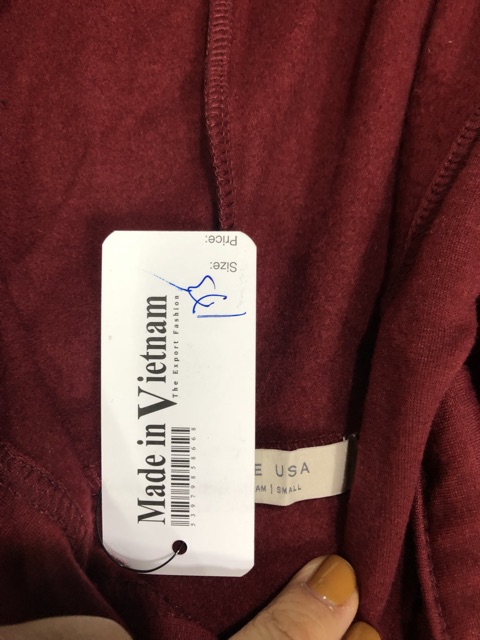 Made in Vietnam
The Export Fashion
Size:
Price:
E USA
AM | SMALL